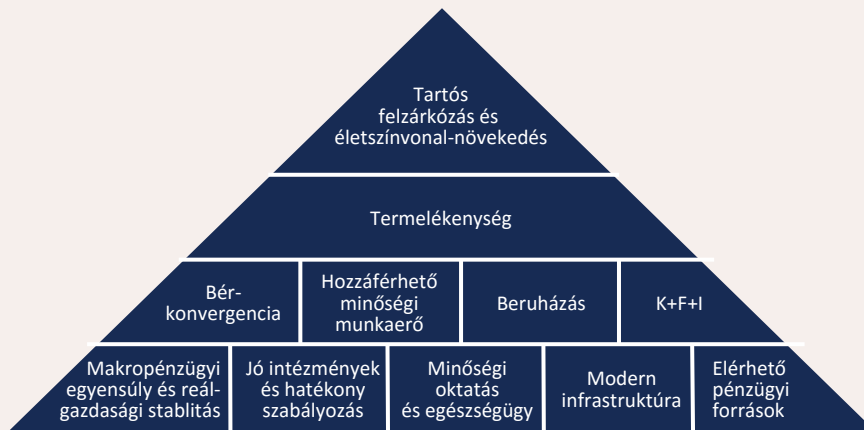 Tartós
felzárkózás és
életszínvonal-növekedés
Termelékenység
Bér-
konvergencia
Hozzáférhető
minőségi
munkaerő
Beruházás
K+F+I
Makropénzügyi
egyensúly és reál-
gazdasági stablitás
Jó intézmények
és hatékony
szabályozás
Minőségi
oktatás
és egészségügy
Modern
infrastruktúra
Elérhető
pénzügyi
források